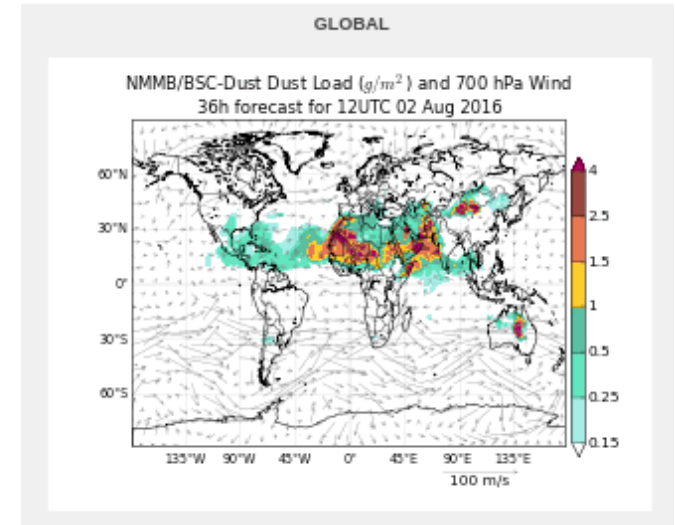 GLOBAL
NMMB/BSC-Dust Dust Load (g/m²) and 700 hPa Wind
36h forecast for 12UTC 02 Aug 2016
60°N
30°N
0°
30°S
60°S
135°W 90°W 45°W 0° 45°E 90°E 135°E
100 m/s
4
2.5
1.5
1
0.5
0.25
0.15